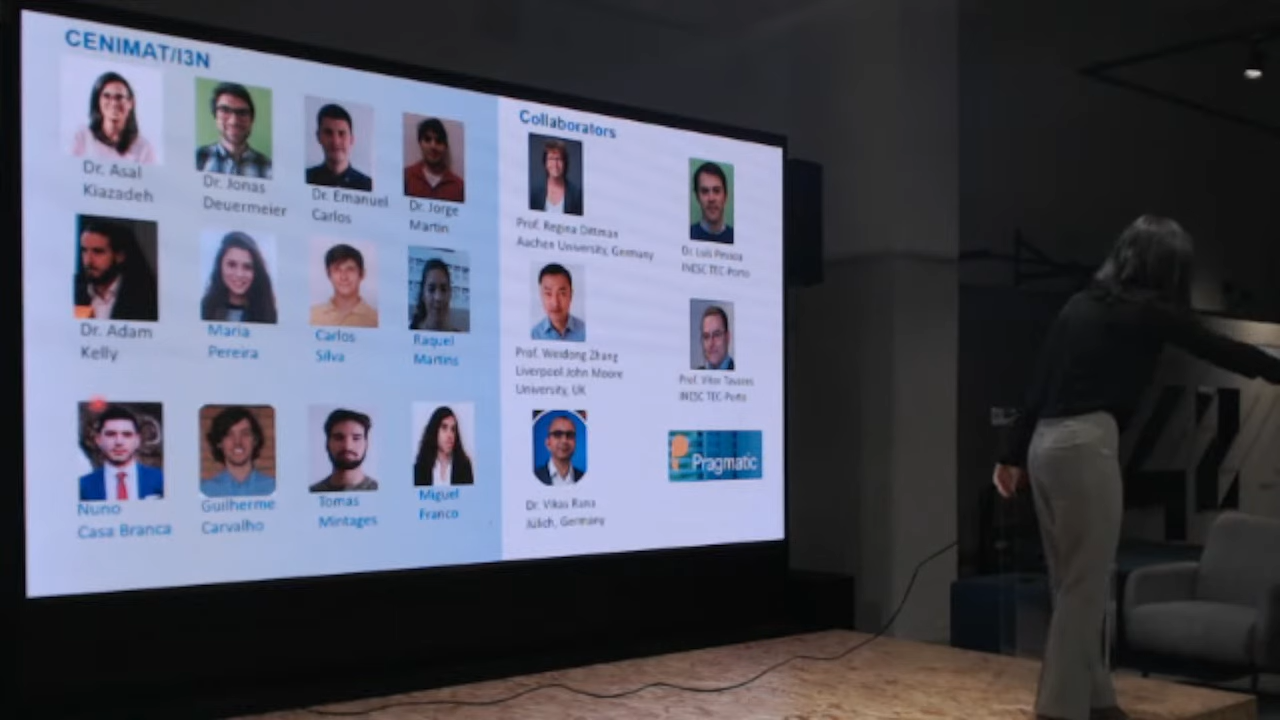 CENIMAT/I3N
Dr. Asal
Kiazadeh
Dr. Jonas
Deuermeier
Dr. Emanuel
Carlos
Dr. Jorge
Martin
Dr. Adam
Kelly
Maria
Pereira
Carlos
Silva
Raquel
Martins
Nuno
Casa Branca
Guilherme
Carvalho
Tomas
Mintages
Miguel
Franco
Collaborators
Prof. Regina Dittman
Aachen University, Germany
Dr. Luis Pessoa
INESC TEC-Porto
Prof. Weidong Zhang
Liverpool John Moore
University, UK
Prof. Vitor Tavares
INESC TEC-Porto
Dr. Vikas Rana
Jülich, Germany
Pragmatic